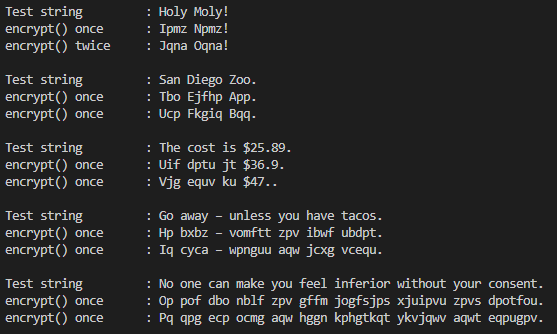 Test string : Holy Moly!
encrypt() once : Ipmz Npmz!
encrypt() twice : Jqna Oqna!
Test string : San Diego Zoo.
encrypt() once : Tbo Ejfhp App.
encrypt() once : Ucp Fkgiq Bqq.
Test string : The cost is $25.89.
encrypt() once : Uif dptu jt $36.9.
encrypt() once : Vjg equv ku $47..
Test string : Go away – unless you have tacos.
encrypt() once : Hp bxbz – vomftt zpv ibwf ubdpt.
encrypt() once : Iq cyca – wpnguu aqw jcxg vcequ.
Test string : No one can make you feel inferior without your consent.
encrypt() once : Op pof dbo nblf zpv gffm jogfsjps xjuipvu zpvs dpotfou.
encrypt() once : Pq qpg ecp ocmg aqw hggn kphgtkqt ykvjqwv aqwt eqpugpv.